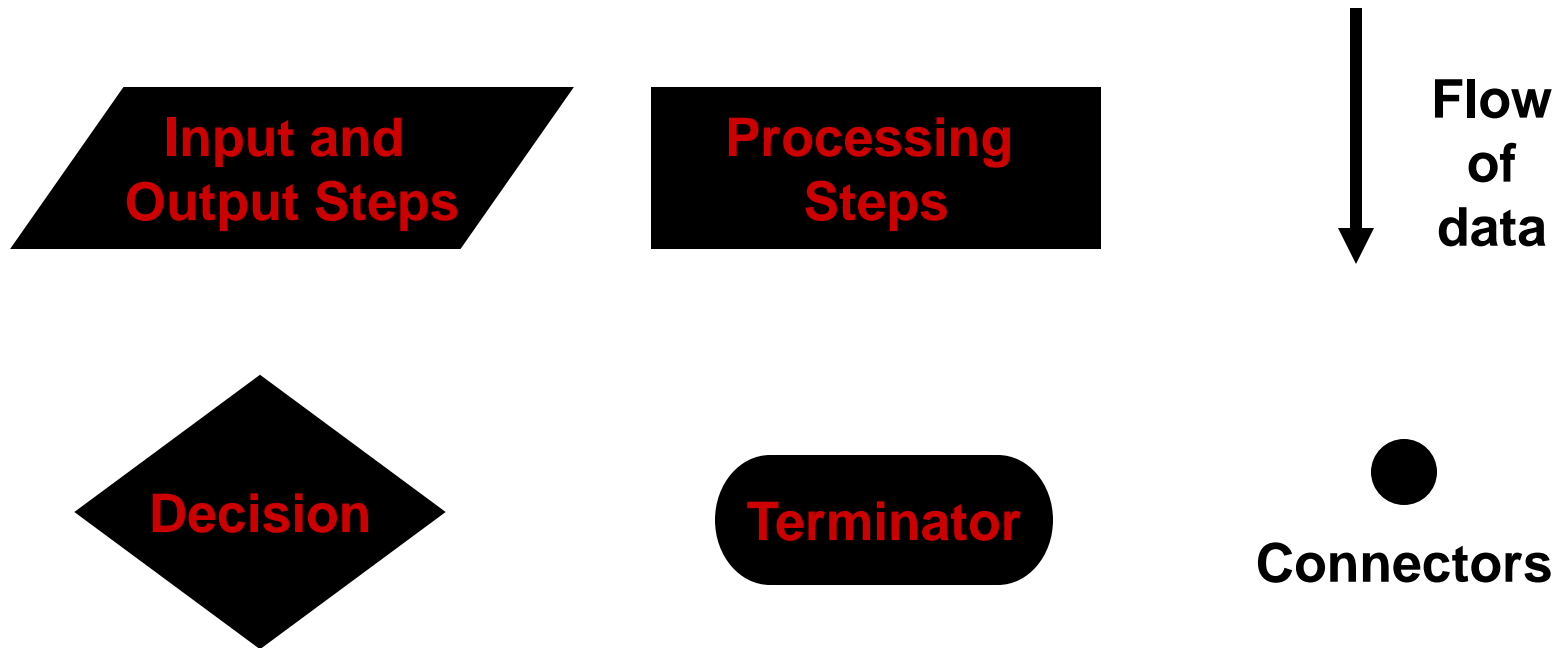 Input and
Output Steps
Processing
Steps
Flow
of
data
Decision
Terminator
Connectors